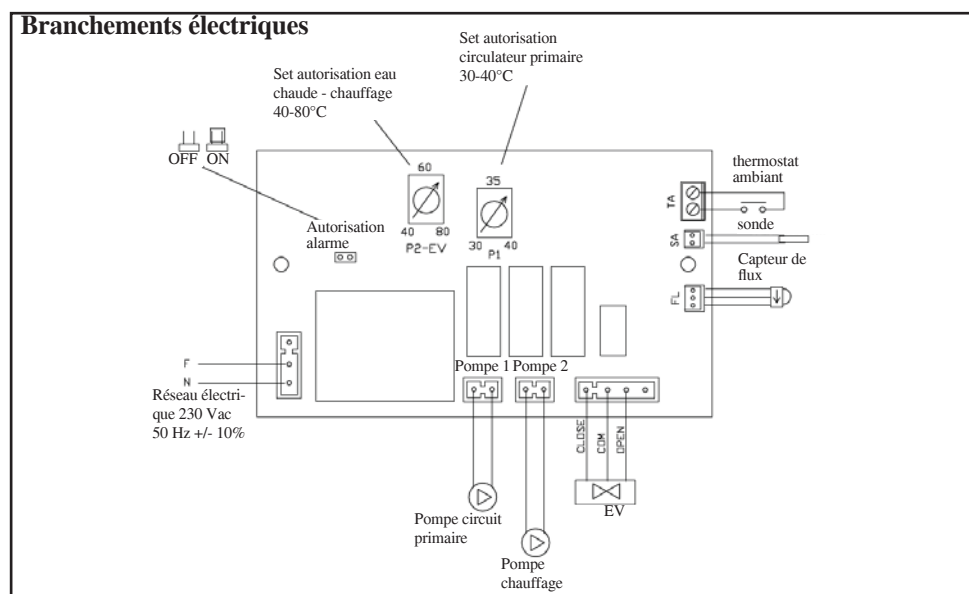 Branchements électriques
Set autorisation
circulateur primaire
30-40°C
Set autorisation eau
chaude - chauffage
40-80°C
OFF ON
Autorisation
alarme
60
40 80
P2-EV
35
30 40
P1
thermostat
ambiant
TA
sonde
SA
Capteur de
flux
FL
F
N
Réseau électri-
que 230 Vac
50 Hz +/- 10%
Pompe 1 Pompe 2
CLOSE
COM
OPEN
EV
Pompe circuit
primaire
Pompe
chauffage